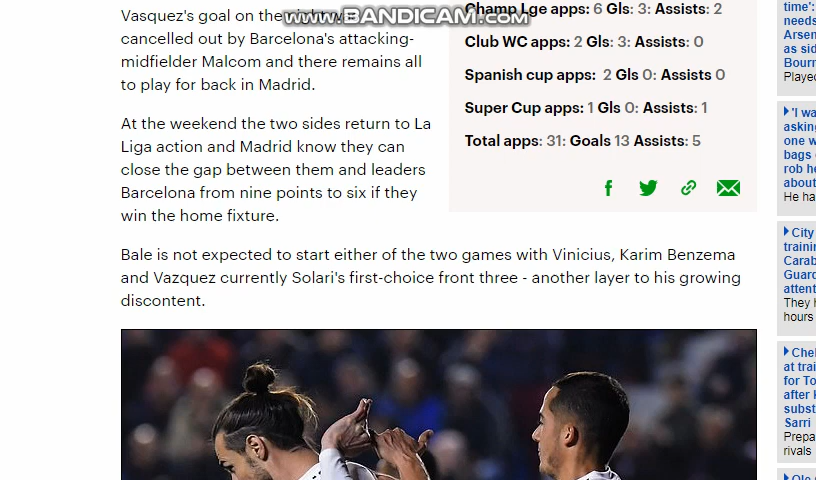 Vasquez's goal on the
cancelled out by Barcelona's attacking-
midfielder Malcom and there remains all
to play for back in Madrid.
At the weekend the two sides return to La
Liga action and Madrid know they can
close the gap between them and leaders
Barcelona from nine points to six if they
win the home fixture.
Bale is not expected to start either of the two games with Vinicius, Karim Benzema
and Vazquez currently Solari's first-choice front three - another layer to his growing
discontent.
www.BANDICAM.com
Champ Lge apps: 6 Gls: 3: Assists: 2
Club WC apps: 2 Gls: 3: Assists: 0
Spanish cup apps: 2 Gls 0: Assists 0
Super Cup apps: 1 Gls 0: Assists: 1
Total apps: 31: Goals 13 Assists: 5
time':
needs
Arsen
as sid
Bourn
Played
'I wa
asking
one w
bags
rob he
about
He ha
City
trainin
Carab
Guard
attent
They h
hours
Chel
at trai
for To
after k
subst
Sarri
Prepa
rivals